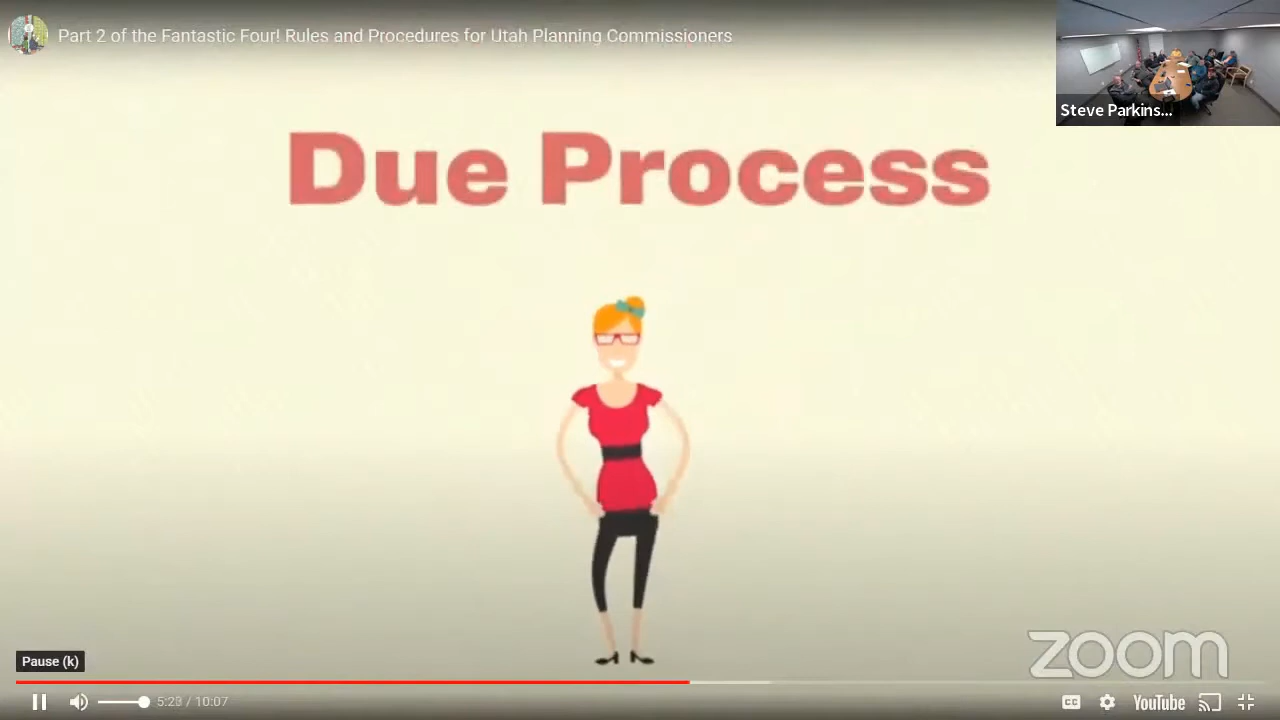 Part 2 of the Fantastic Four! Rules and Procedures for Utah Planning Commissioners
Steve Parkins...
Due Process
zoom
Pause (k)
5:23 / 10:07
CC
YouTube